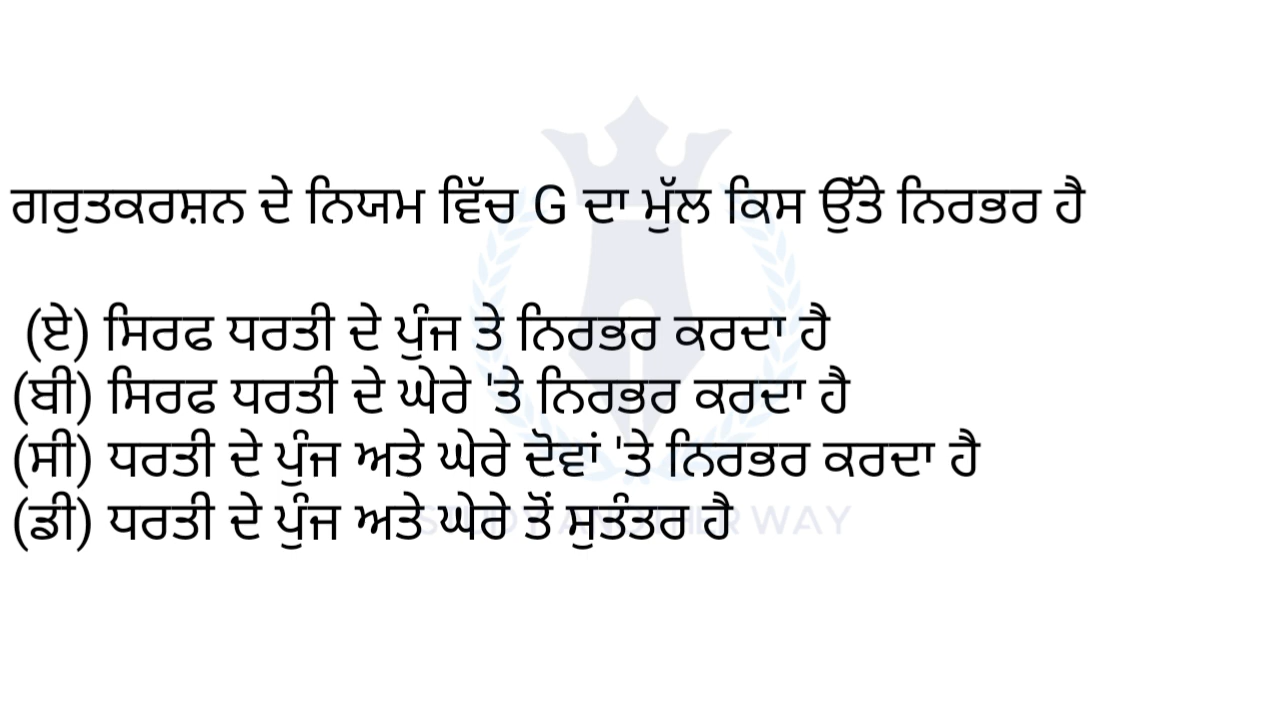 ਗਰੁਤਕਰਸ਼ਨ ਦੇ ਨਿਯਮ ਵਿੱਚ G ਦਾ ਮੁੱਲ ਕਿਸ ਉੱਤੇ ਨਿਰਭਰ ਹੈ
(ਏ) ਸਿਰਫ ਧਰਤੀ ਦੇ ਪੁੰਜ ਤੇ ਨਿਰਭਰ ਕਰਦਾ ਹੈ
(ਬੀ) ਸਿਰਫ ਧਰਤੀ ਦੇ ਘੇਰੇ 'ਤੇ ਨਿਰਭਰ ਕਰਦਾ ਹੈ
(ਸੀ) ਧਰਤੀ ਦੇ ਪੁੰਜ ਅਤੇ ਘੇਰੇ ਦੋਵਾਂ 'ਤੇ ਨਿਰਭਰ ਕਰਦਾ ਹੈ
(ਡੀ) ਧਰਤੀ ਦੇ ਪੁੰਜ ਅਤੇ ਘੇਰੇ ਤੋਂ ਸੁਤੰਤਰ ਹੈ
WAY